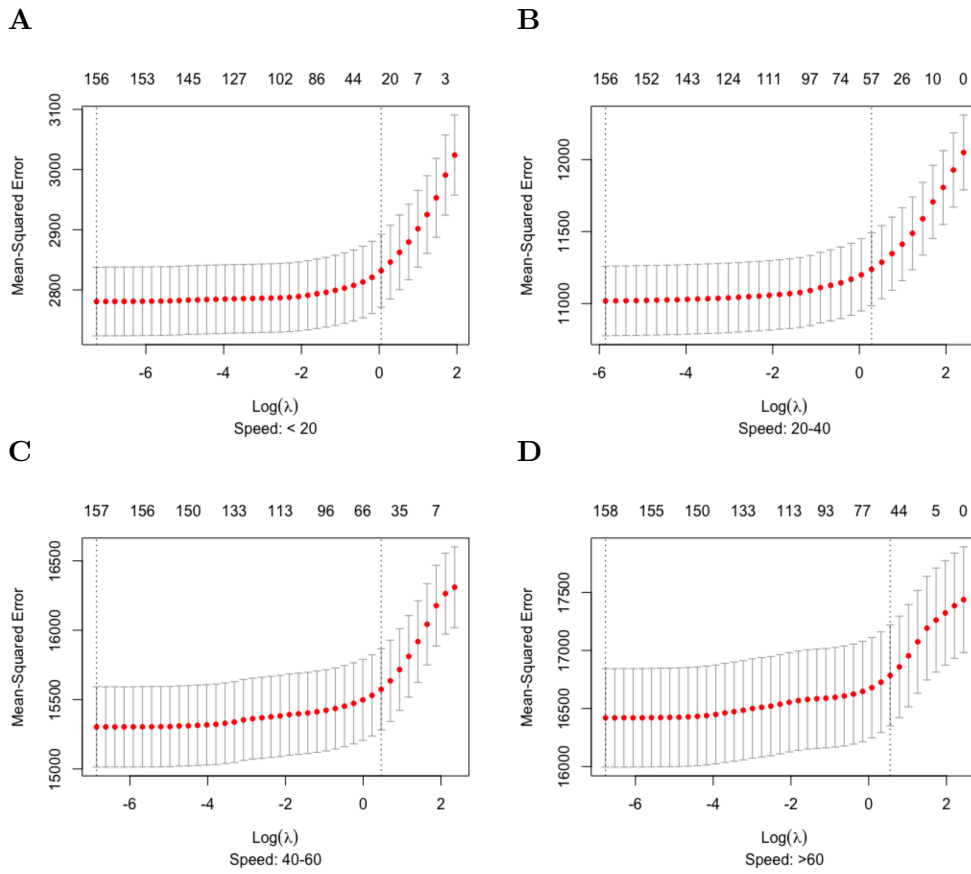 A
156 153 145 127 102 86 44 20 7 3
3100
3000
2900
2800
Mean-Squared Error
-6 -4 -2 0 2
Log(λ)
Speed: < 20
B
156 152 143 124 111 97 74 57 26 10 0
12000
11500
11000
Mean-Squared Error
-6 -4 -2 0 2
Log(λ)
Speed: 20-40
C
157 156 150 133 113 96 66 35 7
16500
16000
15500
15000
Mean-Squared Error
-6 -4 -2 0 2
Log(λ)
Speed: 40-60
D
158 155 150 133 113 93 77 44 5 0
17500
17000
16500
16000
Mean-Squared Error
-6 -4 -2 0 2
Log(λ)
Speed: >60